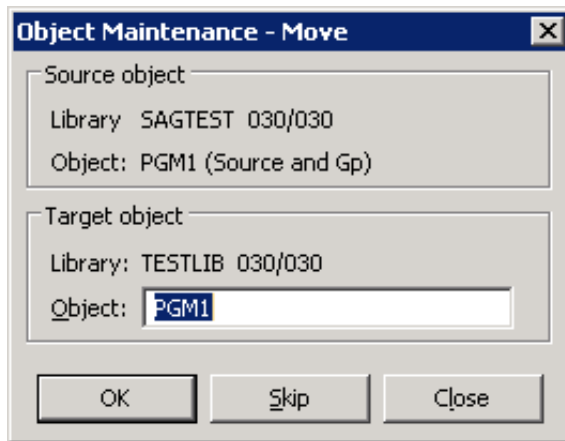 Object Maintenance - Move
Source object
Library SAGTEST 030/030
Object: PGM1 (Source and Gp)
Target object
Library: TESTLIB 030/030
Object: PGM1
OK Skip Close